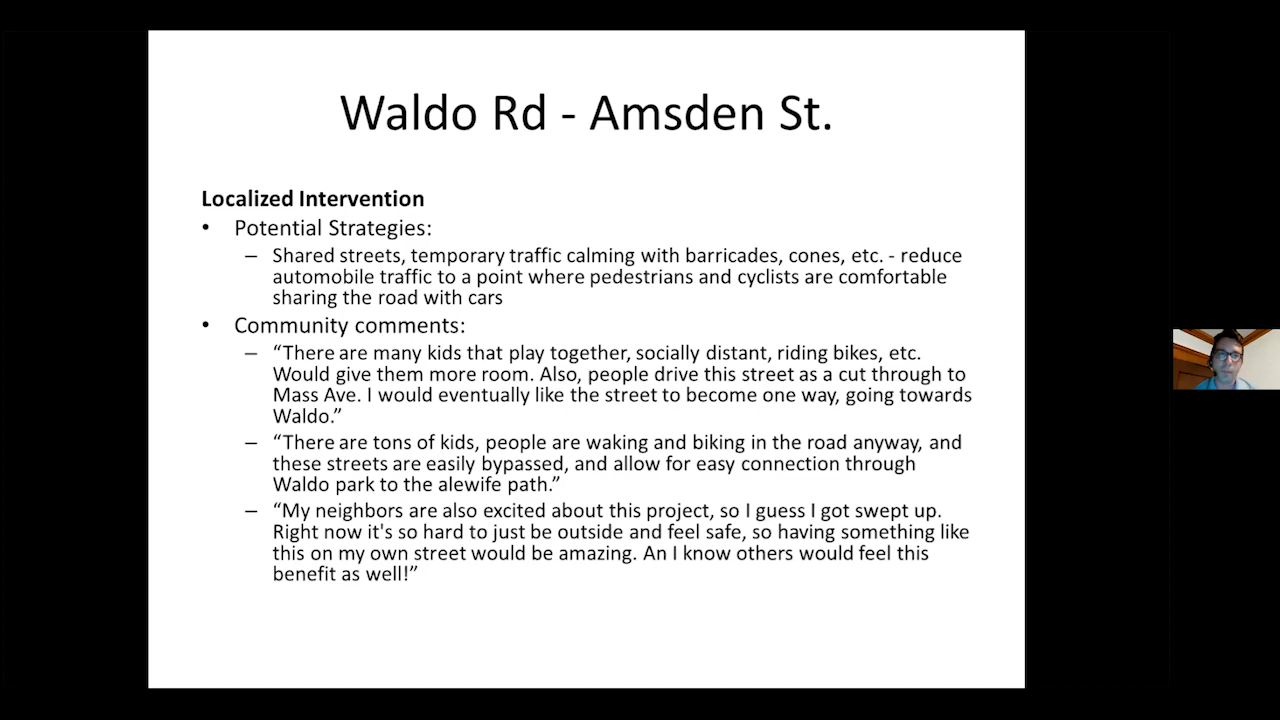 Waldo Rd - Amsden St.
Localized Intervention
• Potential Strategies:
– Shared streets, temporary traffic calming with barricades, cones, etc. - reduce
automobile traffic to a point where pedestrians and cyclists are comfortable
sharing the road with cars
• Community comments:
– “There are many kids that play together, socially distant, riding bikes, etc.
Would give them more room. Also, people drive this street as a cut through to
Mass Ave. I would eventually like the street to become one way, going towards
Waldo.”
– “There are tons of kids, people are waking and biking in the road anyway, and
these streets are easily bypassed, and allow for easy connection through
Waldo park to the alewife path.”
– “My neighbors are also excited about this project, so I guess I got swept up.
Right now it's so hard to just be outside and feel safe, so having something like
this on my own street would be amazing. An I know others would feel this
benefit as well!”